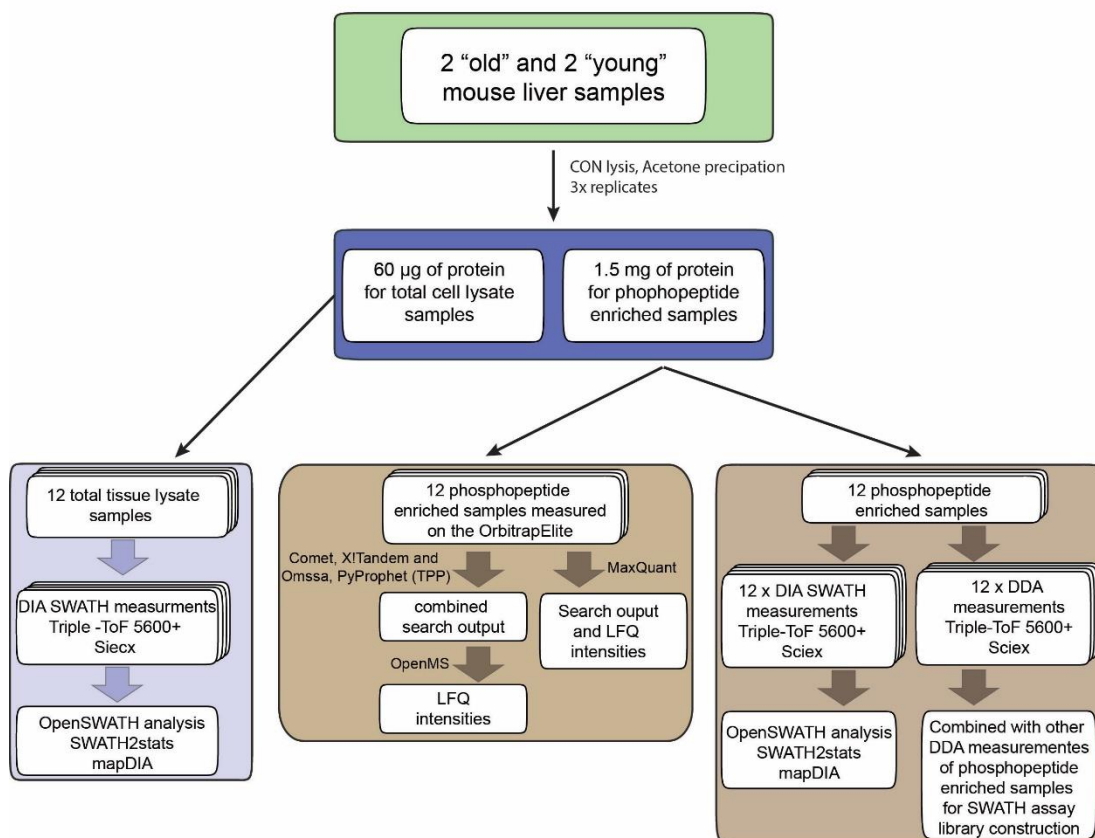 2 “old” and 2 “young”
mouse liver samples
CON lysis, Acetone precipation
3x replicates
60 µg of protein
for total cell lysate
samples
1.5 mg of protein
for phophopeptide
enriched samples
12 total tissue lysate
samples
DIA SWATH measurments
Triple -ToF 5600+
Siecx
OpenSWATH analysis
SWATH2stats
mapDIA
12 phosphopeptide
enriched samples measured
on the OrbitrapElite
Comet, X!Tandem and
Omssa, PyProphet (TPP)
MaxQuant
combined
search output
Search ouput
and LFQ
intensities
OpenMS
LFQ
intensities
12 phosphopeptide
enriched samples
12 x DIA SWATH
measurements
Triple-ToF 5600+
Sciex
12 x DDA
measurements
Triple-ToF 5600+
Sciex
OpenSWATH analysis
SWATH2stats
mapDIA
Combined with other
DDA measurementes
of phosphopeptide
enriched samples
for SWATH assay
library construction